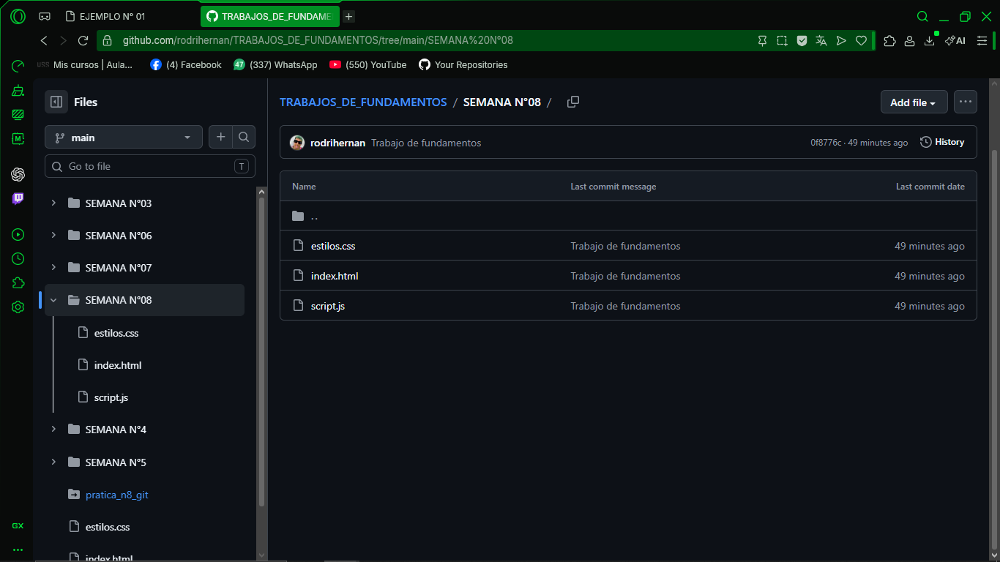 EJEMPLO N° 01
TRABAJOS_DE_FUNDAME
github.com/rodrihernan/TRABAJOS_DE_FUNDAMENTOS/tree/main/SEMANA%20N°08
AI
USS Mis cursos | Aula...
(4) Facebook
47 (337) WhatsApp
(550) YouTube
Your Repositories
Files
main
Go to file
T
SEMANA N°03
SEMANA N°06
SEMANA N°07
SEMANA N°08
estilos.css
index.html
script.js
SEMANA N°4
SEMANA N°5
pratica_n8_git
estilos.css
index.html
GX
TRABAJOS_DE_FUNDAMENTOS / SEMANA N°08 /
Add file
rodrihernan Trabajo de fundamentos
0f8776c · 49 minutes ago
History
Name Last commit message Last commit date
..
estilos.css Trabajo de fundamentos 49 minutes ago
index.html Trabajo de fundamentos 49 minutes ago
script.js Trabajo de fundamentos 49 minutes ago